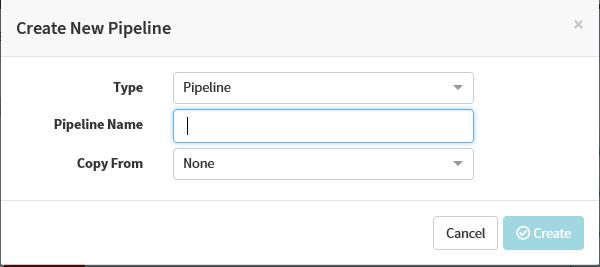 Create New Pipeline ×
Type Pipeline
Pipeline Name
Copy From None
Cancel Create